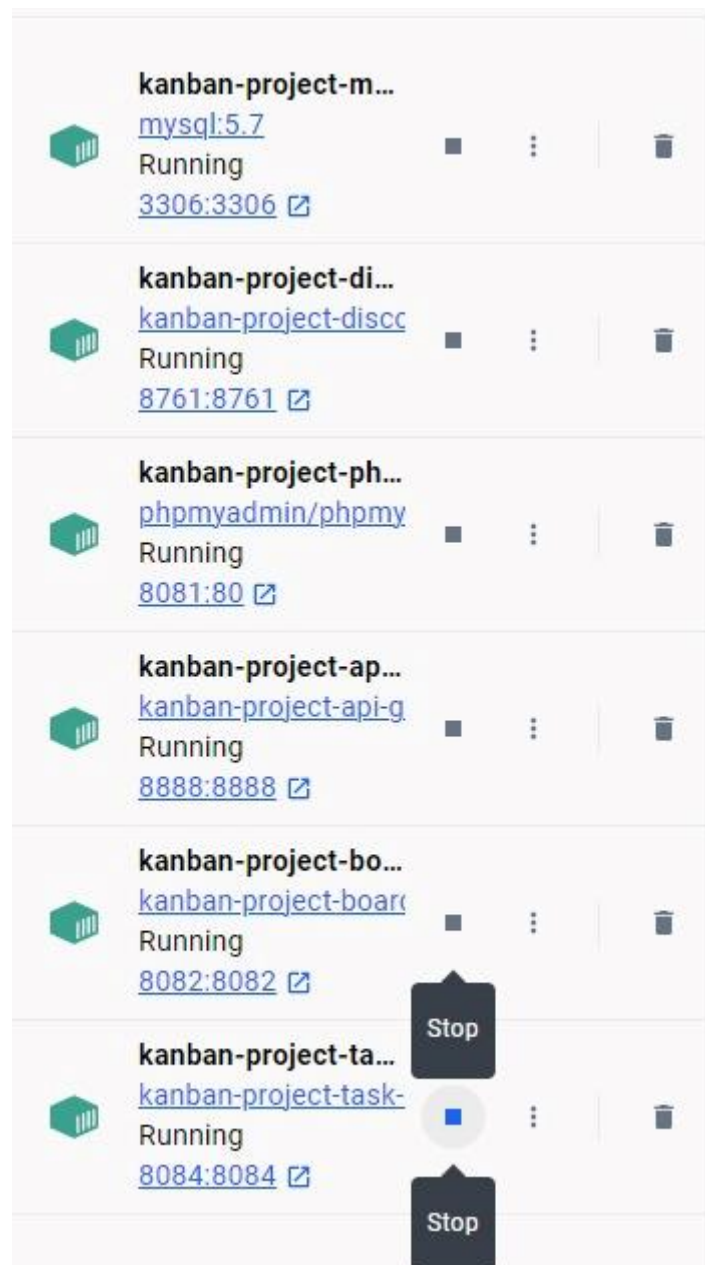 kanban-project-m...
mysql:5.7
Running
3306:3306
kanban-project-di...
kanban-project-disco
Running
8761:8761
kanban-project-ph...
phpmyadmin/phpmy
Running
8081:80
kanban-project-ap...
kanban-project-api-g
Running
8888:8888
kanban-project-bo...
kanban-project-board
Running
8082:8082
Stop
kanban-project-ta...
kanban-project-task-
Running
8084:8084
Stop